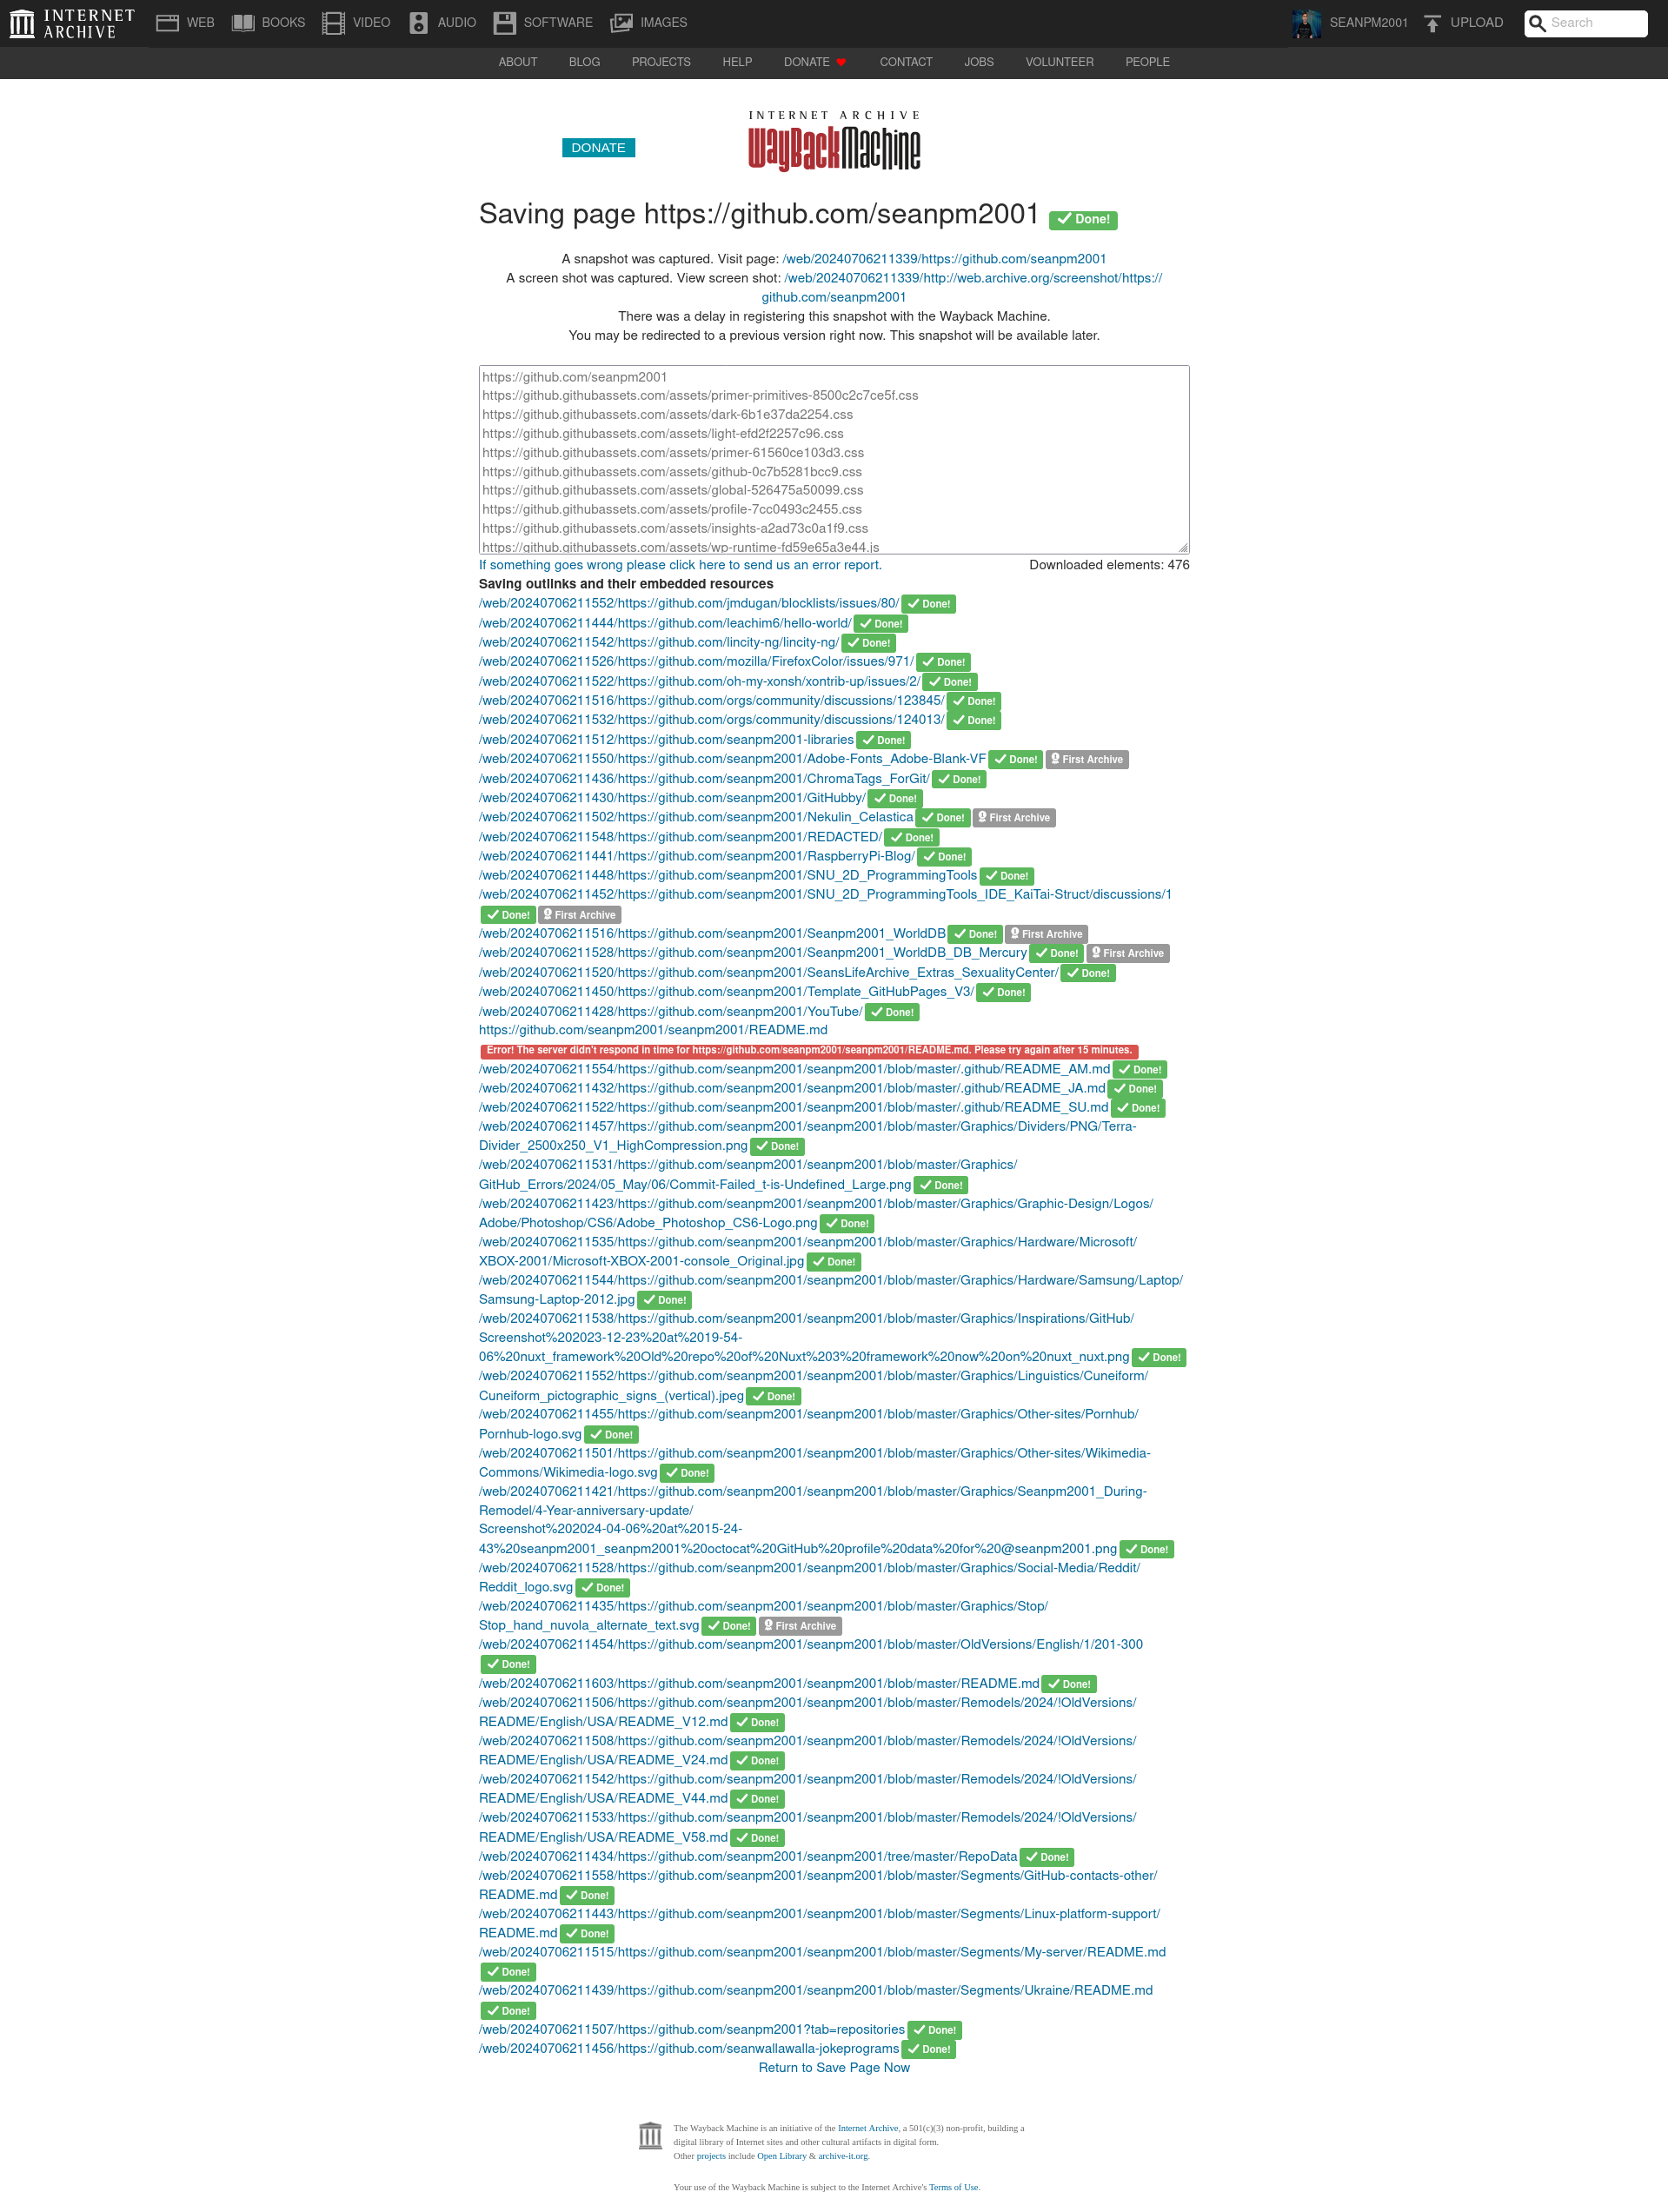 INTERNET ARCHIVE
WEB BOOKS VIDEO AUDIO SOFTWARE IMAGES SEANPM2001 UPLOAD Search
ABOUT BLOG PROJECTS HELP DONATE CONTACT JOBS VOLUNTEER PEOPLE
INTERNET ARCHIVE
DONATE WayBackMachine
Saving page https://github.com/seanpm2001 Done!
A snapshot was captured. Visit page: /web/20240706211339/https://github.com/seanpm2001
A screen shot was captured. View screen shot: /web/20240706211339/http://web.archive.org/screenshot/https://
github.com/seanpm2001
There was a delay in registering this snapshot with the Wayback Machine.
You may be redirected to a previous version right now. This snapshot will be available later.
https://github.com/seanpm2001
https://github.githubassets.com/assets/primer-primitives-8500c2c7ce5f.css
https://github.githubassets.com/assets/dark-6b1e37da2254.css
https://github.githubassets.com/assets/light-efd2f2257c96.css
https://github.githubassets.com/assets/primer-61560ce103d3.css
https://github.githubassets.com/assets/github-0c7b5281bcc9.css
https://github.githubassets.com/assets/global-526475a50099.css
https://github.githubassets.com/assets/profile-7cc0493c2455.css
https://github.githubassets.com/assets/insights-a2ad73c0a1f9.css
https://github.githubassets.com/assets/wp-runtime-fd59e65a3e44.js
If something goes wrong please click here to send us an error report. Downloaded elements: 476
Saving outlinks and their embedded resources
/web/20240706211552/https://github.com/jmdugan/blocklists/issues/80/ Done!
/web/20240706211444/https://github.com/leachim6/hello-world/ Done!
/web/20240706211542/https://github.com/lincity-ng/lincity-ng/ Done!
/web/20240706211526/https://github.com/mozilla/FirefoxColor/issues/971/ Done!
/web/20240706211522/https://github.com/oh-my-xonsh/xontrib-up/issues/2/ Done!
/web/20240706211516/https://github.com/orgs/community/discussions/123845/ Done!
/web/20240706211532/https://github.com/orgs/community/discussions/124013/ Done!
/web/20240706211512/https://github.com/seanpm2001-libraries Done!
/web/20240706211550/https://github.com/seanpm2001/Adobe-Fonts_Adobe-Blank-VF Done! First Archive
/web/20240706211436/https://github.com/seanpm2001/ChromaTags_ForGit/ Done!
/web/20240706211430/https://github.com/seanpm2001/GitHubby/ Done!
/web/20240706211502/https://github.com/seanpm2001/Nekulin_Celastica Done! First Archive
/web/20240706211548/https://github.com/seanpm2001/REDACTED/ Done!
/web/20240706211441/https://github.com/seanpm2001/RaspberryPi-Blog/ Done!
/web/20240706211448/https://github.com/seanpm2001/SNU_2D_ProgrammingTools Done!
/web/20240706211452/https://github.com/seanpm2001/SNU_2D_ProgrammingTools_IDE_KaiTai-Struct/discussions/1
Done! First Archive
/web/20240706211516/https://github.com/seanpm2001/Seanpm2001_WorldDB Done! First Archive
/web/20240706211528/https://github.com/seanpm2001/Seanpm2001_WorldDB_DB_Mercury Done! First Archive
/web/20240706211520/https://github.com/seanpm2001/SeansLifeArchive_Extras_SexualityCenter/ Done!
/web/20240706211450/https://github.com/seanpm2001/Template_GitHubPages_V3/ Done!
/web/20240706211428/https://github.com/seanpm2001/YouTube/ Done!
https://github.com/seanpm2001/seanpm2001/README.md
Error! The server didn't respond in time for https://github.com/seanpm2001/seanpm2001/README.md. Please try again after 15 minutes.
/web/20240706211554/https://github.com/seanpm2001/seanpm2001/blob/master/.github/README_AM.md Done!
/web/20240706211432/https://github.com/seanpm2001/seanpm2001/blob/master/.github/README_JA.md Done!
/web/20240706211522/https://github.com/seanpm2001/seanpm2001/blob/master/.github/README_SU.md Done!
/web/20240706211457/https://github.com/seanpm2001/seanpm2001/blob/master/Graphics/Dividers/PNG/Terra-
Divider_2500x250_V1_HighCompression.png Done!
/web/20240706211531/https://github.com/seanpm2001/seanpm2001/blob/master/Graphics/
GitHub_Errors/2024/05_May/06/Commit-Failed_t-is-Undefined_Large.png Done!
/web/20240706211423/https://github.com/seanpm2001/seanpm2001/blob/master/Graphics/Graphic-Design/Logos/
Adobe/Photoshop/CS6/Adobe_Photoshop_CS6-Logo.png Done!
/web/20240706211535/https://github.com/seanpm2001/seanpm2001/blob/master/Graphics/Hardware/Microsoft/
XBOX-2001/Microsoft-XBOX-2001-console_Original.jpg Done!
/web/20240706211544/https://github.com/seanpm2001/seanpm2001/blob/master/Graphics/Hardware/Samsung/Laptop/
Samsung-Laptop-2012.jpg Done!
/web/20240706211538/https://github.com/seanpm2001/seanpm2001/blob/master/Graphics/Inspirations/GitHub/
Screenshot%202023-12-23%20at%2019-54-
06%20nuxt_framework%20Old%20repo%20of%20Nuxt%203%20framework%20now%20on%20nuxt_nuxt.png Done!
/web/20240706211552/https://github.com/seanpm2001/seanpm2001/blob/master/Graphics/Linguistics/Cuneiform/
Cuneiform_pictographic_signs_(vertical).jpeg Done!
/web/20240706211455/https://github.com/seanpm2001/seanpm2001/blob/master/Graphics/Other-sites/Pornhub/
Pornhub-logo.svg Done!
/web/20240706211501/https://github.com/seanpm2001/seanpm2001/blob/master/Graphics/Other-sites/Wikimedia-
Commons/Wikimedia-logo.svg Done!
/web/20240706211421/https://github.com/seanpm2001/seanpm2001/blob/master/Graphics/Seanpm2001_During-
Remodel/4-Year-anniversary-update/
Screenshot%202024-04-06%20at%2015-24-
43%20seanpm2001_seanpm2001%20octocat%20GitHub%20profile%20data%20for%20@seanpm2001.png Done!
/web/20240706211528/https://github.com/seanpm2001/seanpm2001/blob/master/Graphics/Social-Media/Reddit/
Reddit_logo.svg Done!
/web/20240706211435/https://github.com/seanpm2001/seanpm2001/blob/master/Graphics/Stop/
Stop_hand_nuvola_alternate_text.svg Done! First Archive
/web/20240706211454/https://github.com/seanpm2001/seanpm2001/blob/master/OldVersions/English/1/201-300
Done!
/web/20240706211603/https://github.com/seanpm2001/seanpm2001/blob/master/README.md Done!
/web/20240706211506/https://github.com/seanpm2001/seanpm2001/blob/master/Remodels/2024/!OldVersions/
README/English/USA/README_V12.md Done!
/web/20240706211508/https://github.com/seanpm2001/seanpm2001/blob/master/Remodels/2024/!OldVersions/
README/English/USA/README_V24.md Done!
/web/20240706211542/https://github.com/seanpm2001/seanpm2001/blob/master/Remodels/2024/!OldVersions/
README/English/USA/README_V44.md Done!
/web/20240706211533/https://github.com/seanpm2001/seanpm2001/blob/master/Remodels/2024/!OldVersions/
README/English/USA/README_V58.md Done!
/web/20240706211434/https://github.com/seanpm2001/seanpm2001/tree/master/RepoData Done!
/web/20240706211558/https://github.com/seanpm2001/seanpm2001/blob/master/Segments/GitHub-contacts-other/
README.md Done!
/web/20240706211443/https://github.com/seanpm2001/seanpm2001/blob/master/Segments/Linux-platform-support/
README.md Done!
/web/20240706211515/https://github.com/seanpm2001/seanpm2001/blob/master/Segments/My-server/README.md
Done!
/web/20240706211439/https://github.com/seanpm2001/seanpm2001/blob/master/Segments/Ukraine/README.md
Done!
/web/20240706211507/https://github.com/seanpm2001?tab=repositories Done!
/web/20240706211456/https://github.com/seanwallawalla-jokeprograms Done!
Return to Save Page Now
The Wayback Machine is an initiative of the Internet Archive, a 501(c)(3) non-profit, building a
digital library of Internet sites and other cultural artifacts in digital form.
Other projects include Open Library & archive-it.org.
Your use of the Wayback Machine is subject to the Internet Archive's Terms of Use.